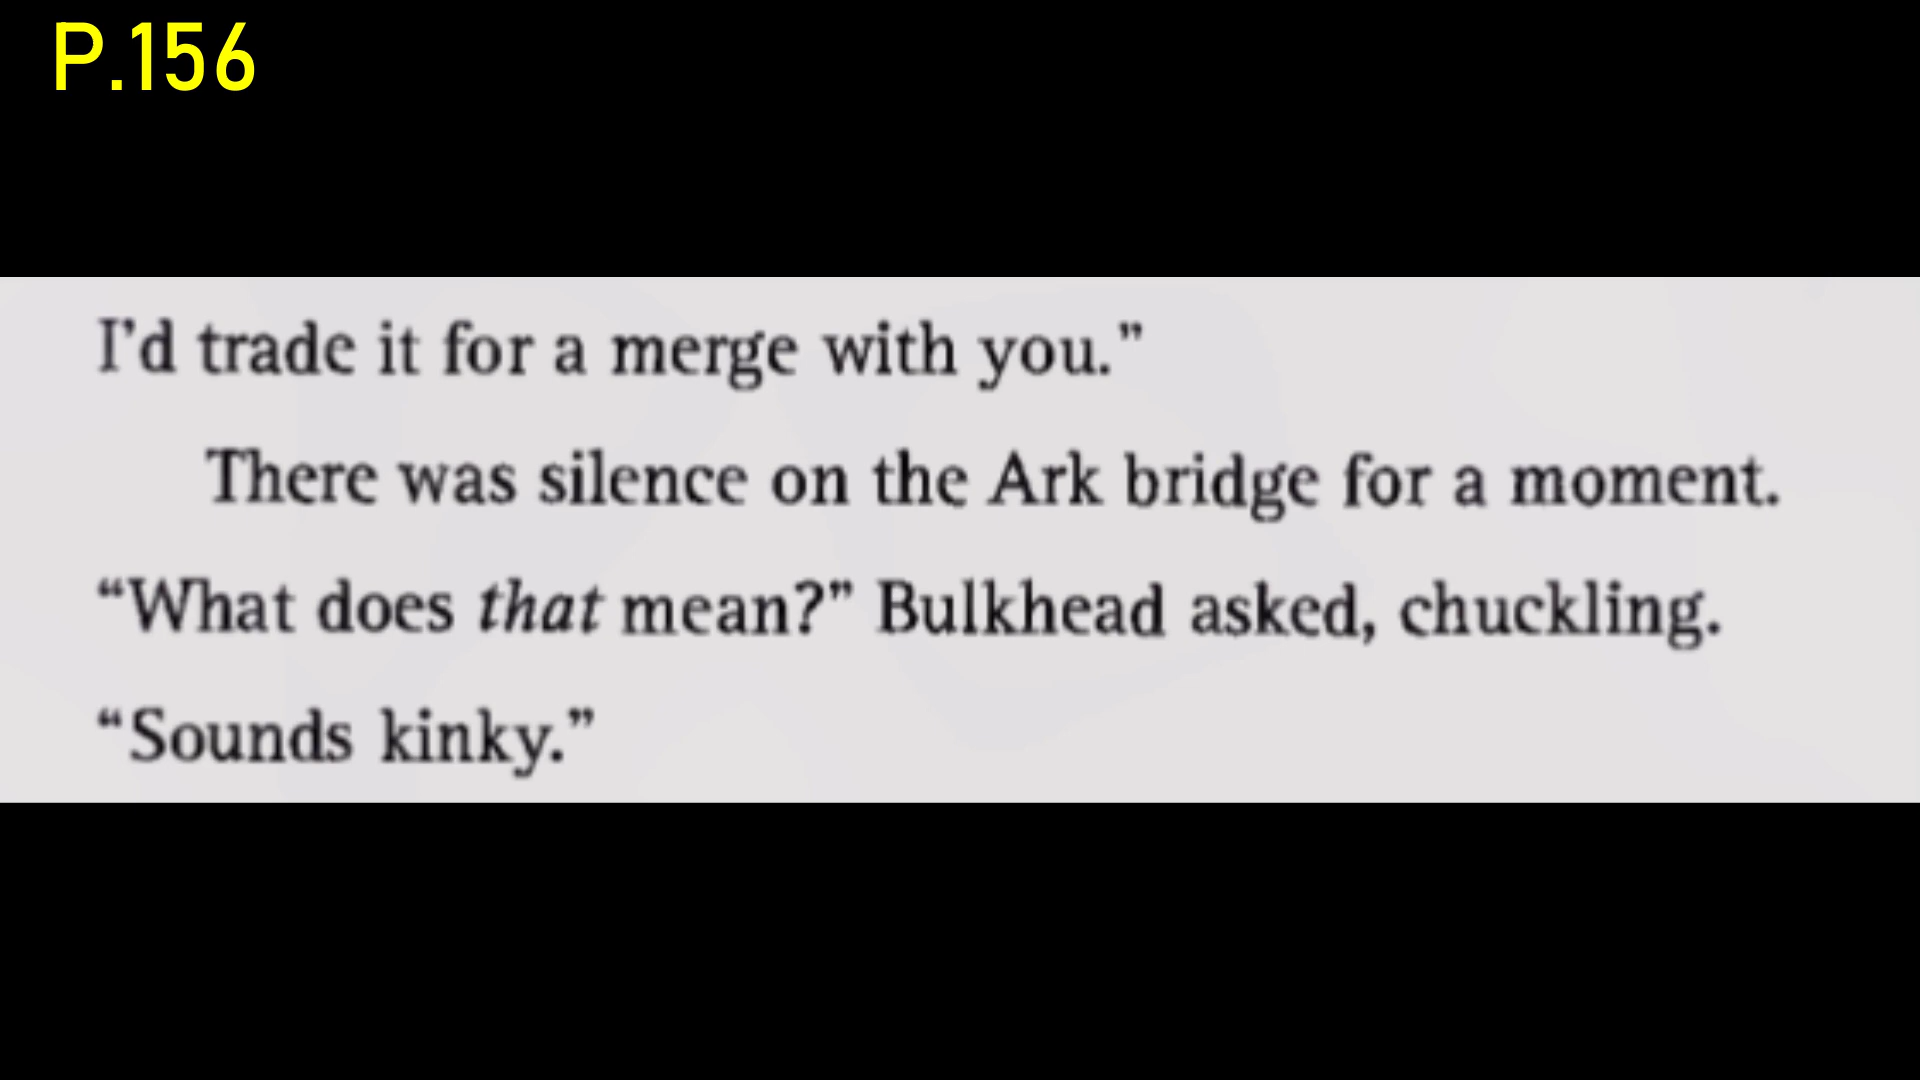 P.156
I’d trade it for a merge with you.”
There was silence on the Ark bridge for a moment.
“What does that mean?” Bulkhead asked, chuckling.
“Sounds kinky.”